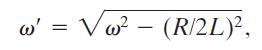 ω′ = √ω² − (R/2L)²,